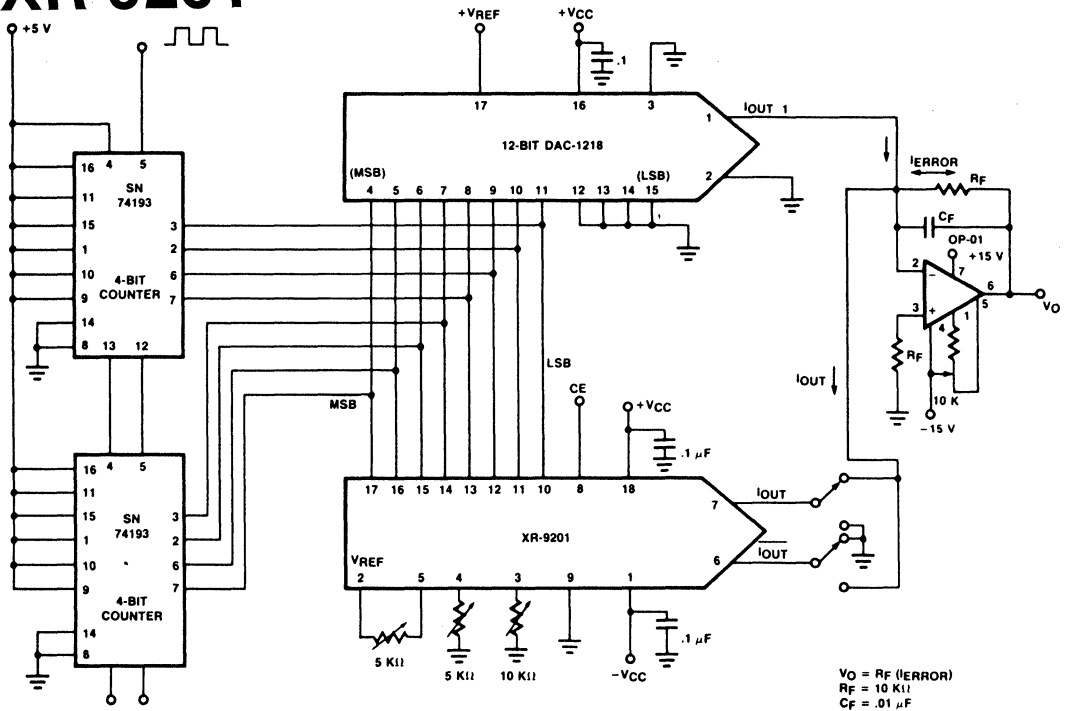 XR-9201
+5 V
+VREF
+VCC
.1
17
16
3
12-BIT DAC-1218
1
IOUT 1
2
(MSB)
(LSB)
4 5 6 7 8 9 10 11 12 13 14 15
4 5
16
11
15
1
10
9
14
8
SN
74193
4-BIT
COUNTER
3
2
6
7
13 12
IERROR
RF
CF
OP-01
+15 V
7
2
–
3
+
6
5
1
4
VO
RF
10 K
–15 V
IOUT
MSB
LSB
CE
+VCC
.1 μF
4 5
16
11
15
1
10
9
14
8
SN
74193
4-BIT
COUNTER
3
2
6
7
17 16 15 14 13 12 11 10 8 18
XR-9201
7
IOUT
6
IOUT
VREF
2 5 4 3 9 1
5 KΩ
5 KΩ
10 KΩ
.1 μF
–VCC
VO = RF (IERROR)
RF = 10 KΩ
CF = .01 μF